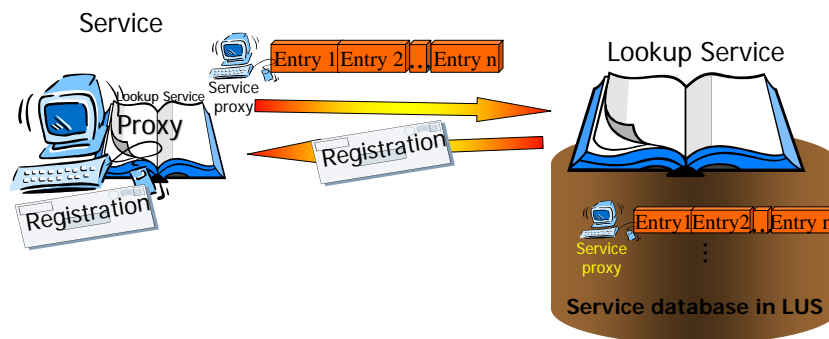 Service
Entry 1 Entry 2 ... Entry n
Service
proxy
Lookup Service
Lookup Service
Proxy
Registration
Registration
Entry1 Entry2 ... Entry n
Service
proxy
⋮
Service database in LUS